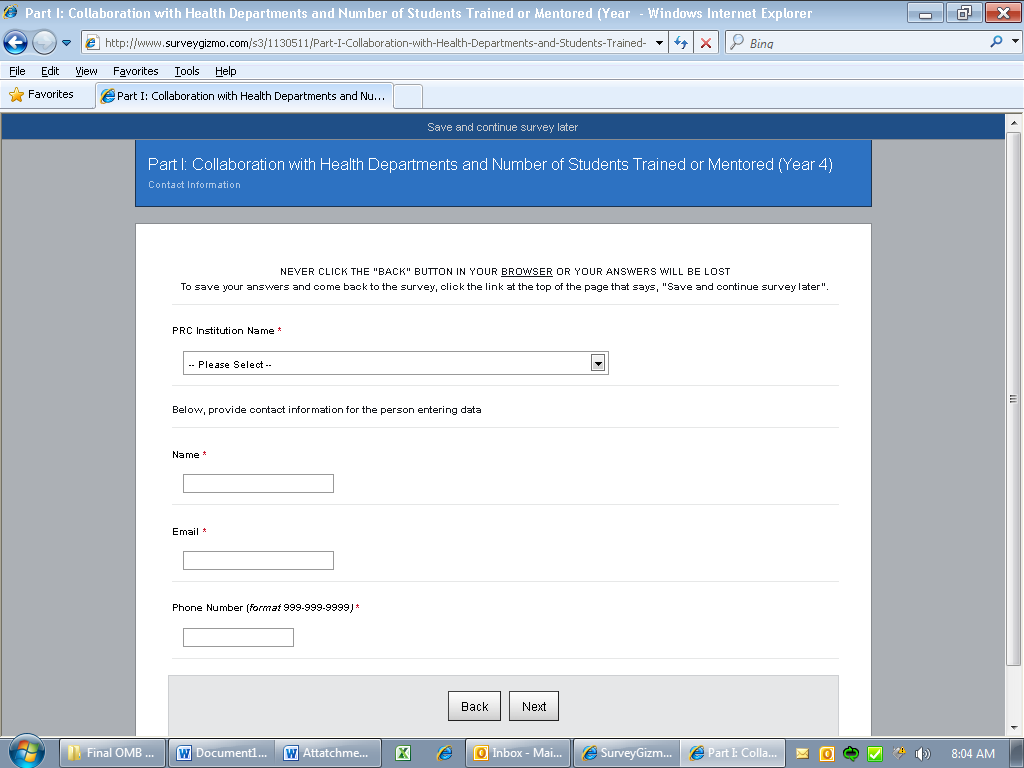 Part I: Collaboration with Health Departments and Number of Students Trained or Mentored (Year - Windows Internet Explorer
http://www.surveygizmo.com/s3/1130511/Part-I-Collaboration-with-Health-Departments-and-Students-Trained-
Bing
File Edit View Favorites Tools Help
Favorites
Part I: Collaboration with Health Departments and Nu...
Save and continue survey later
Part I: Collaboration with Health Departments and Number of Students Trained or Mentored (Year 4)
Contact Information
NEVER CLICK THE "BACK" BUTTON IN YOUR BROWSER OR YOUR ANSWERS WILL BE LOST
To save your answers and come back to the survey, click the link at the top of the page that says, "Save and continue survey later".
PRC Institution Name *
-- Please Select --
Below, provide contact information for the person entering data
Name *
Email *
Phone Number (format 999-999-9999) *
Back Next
Final OMB ... Document1... Attatchme... Inbox - Mai... SurveyGizm... Part I: Colla... 8:04 AM